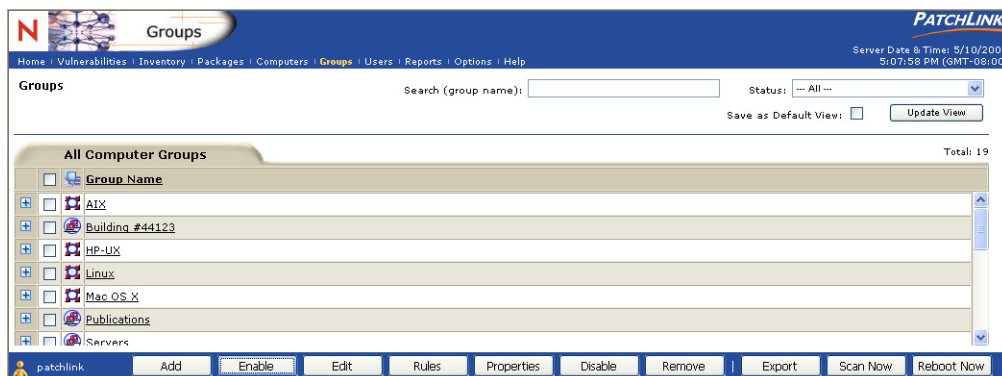 N Groups PATCHLINK
Server Date & Time: 5/10/200
Home Vulnerabilities Inventory Packages Computers Groups Users Reports Options Help 5:07:58 PM (GMT-08:00
Groups Search (group name): Status: --- All ---
Save as Default View: Update View
All Computer Groups Total: 19
Group Name
AIX
Building #44123
HP-UX
Linux
Mac OS X
Publications
Servers
patchlink Add Enable Edit Rules Properties Disable Remove | Export Scan Now Reboot Now